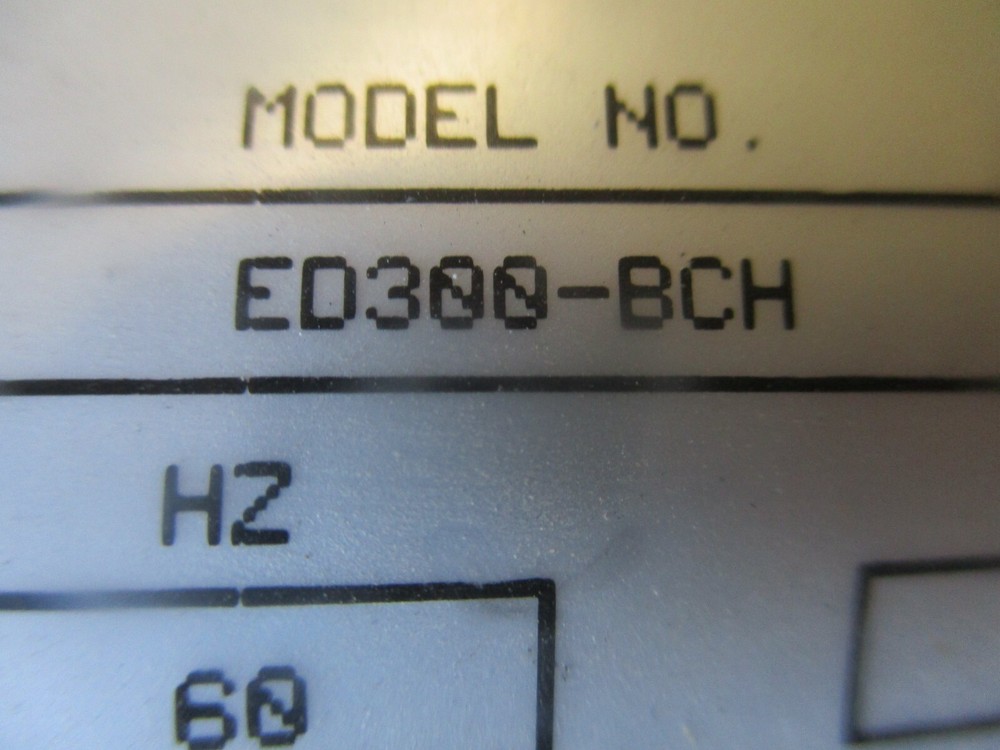 MODEL NO.
ED300-BCH
HZ
60